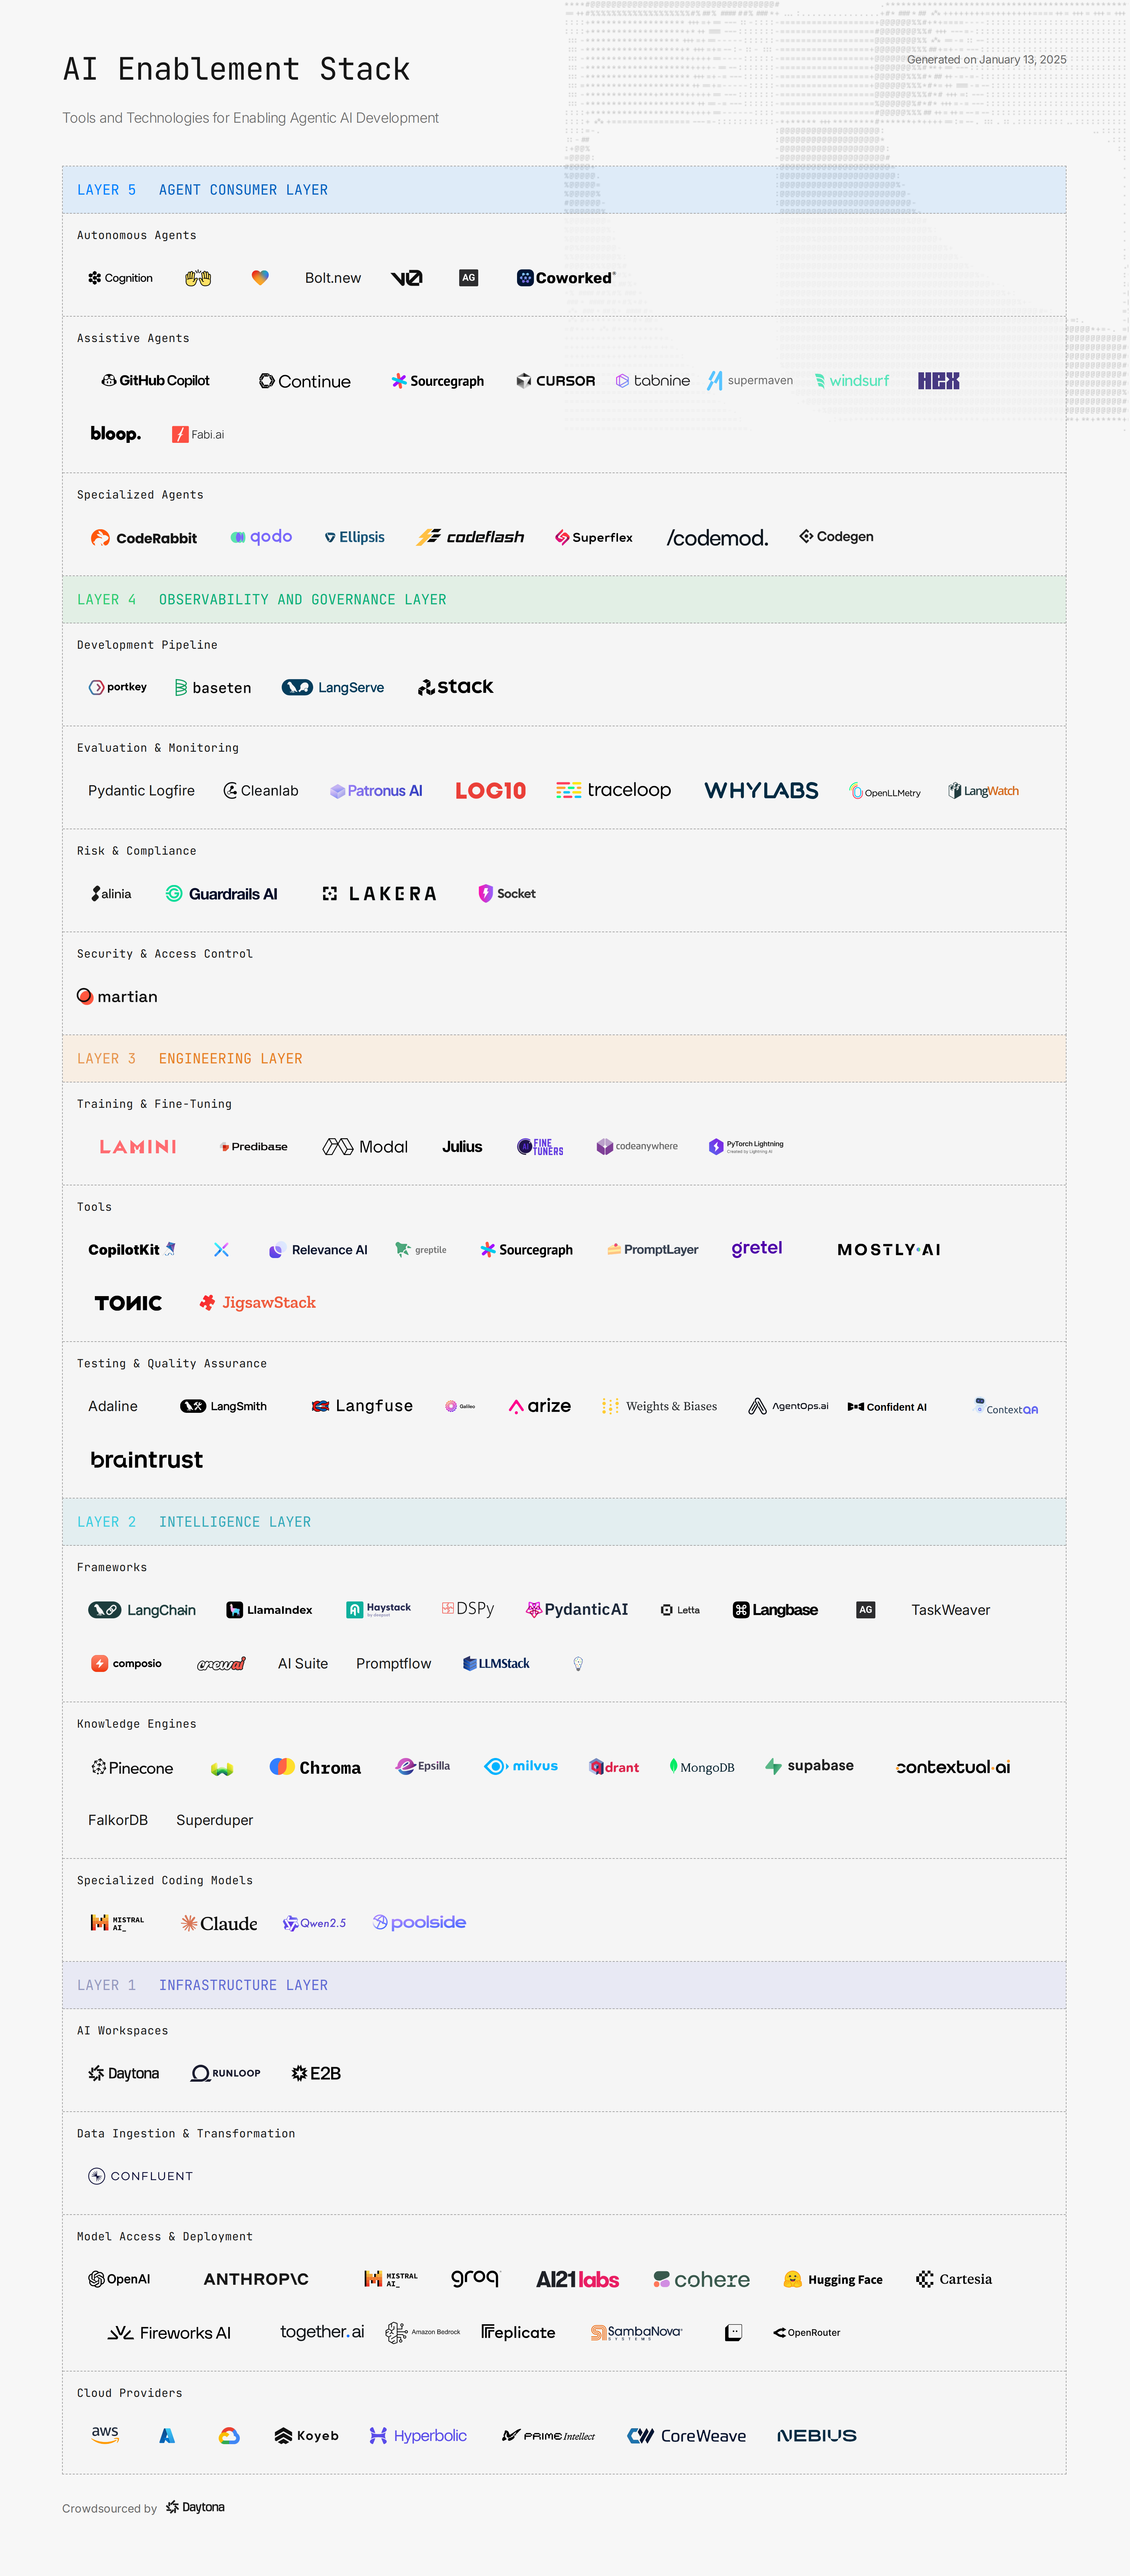 AI Enablement Stack
Generated on January 13, 2025
Tools and Technologies for Enabling Agentic AI Development
LAYER 5 AGENT CONSUMER LAYER
Autonomous Agents
Cognition Bolt.new v0 AG Coworked
Assistive Agents
GitHub Copilot Continue Sourcegraph CURSOR tabnine supermaven windsurf HEX
bloop. Fabi.ai
Specialized Agents
CodeRabbit qodo Ellipsis codeflash Superflex /codemod. Codegen
LAYER 4 OBSERVABILITY AND GOVERNANCE LAYER
Development Pipeline
portkey baseten LangServe stack
Evaluation & Monitoring
Pydantic Logfire Cleanlab Patronus AI LOG10 traceloop WHYLABS OpenLLMetry LangWatch
Risk & Compliance
alinia Guardrails AI LAKERA Socket
Security & Access Control
martian
LAYER 3 ENGINEERING LAYER
Training & Fine-Tuning
LAMINI Predibase Modal Julius FINE TUNERS codeanywhere PyTorch Lightning
Created by Lightning AI
Tools
CopilotKit Relevance AI greptile Sourcegraph PromptLayer gretel MOSTLY·AI
TONIC JigsawStack
Testing & Quality Assurance
Adaline LangSmith Langfuse Galileo arize Weights & Biases AgentOps.ai Confident AI ContextQA
braintrust
LAYER 2 INTELLIGENCE LAYER
Frameworks
LangChain LlamaIndex Haystack by deepset DSPy PydanticAI Letta Langbase AG TaskWeaver
composio crewai AI Suite Promptflow LLMStack
Knowledge Engines
Pinecone Chroma Epsilla milvus qdrant MongoDB supabase contextual·ai
FalkorDB Superduper
Specialized Coding Models
MISTRAL AI_ Claude Qwen2.5 poolside
LAYER 1 INFRASTRUCTURE LAYER
AI Workspaces
Daytona RUNLOOP E2B
Data Ingestion & Transformation
CONFLUENT
Model Access & Deployment
OpenAI ANTHROP\C MISTRAL AI_ groq AI21labs cohere Hugging Face Cartesia
Fireworks AI together.ai Amazon Bedrock Replicate SambaNova SYSTEMS OpenRouter
Cloud Providers
aws Koyeb Hyperbolic PRIME Intellect CoreWeave NEBIUS
Crowdsourced by Daytona